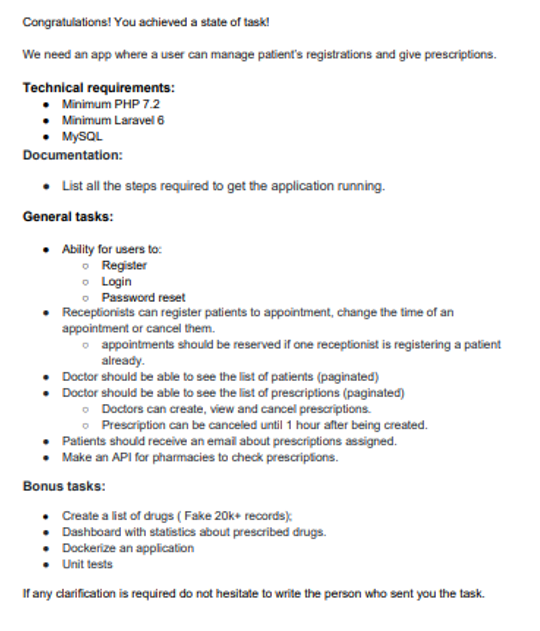 Congratulations! You achieved a state of task!
We need an app where a user can manage patient's registrations and give prescriptions.
Technical requirements:
● Minimum PHP 7.2
● Minimum Laravel 6
● MySQL
Documentation:
● List all the steps required to get the application running.
General tasks:
● Ability for users to:
○ Register
○ Login
○ Password reset
● Receptionists can register patients to appointment, change the time of an
appointment or cancel them.
○ appointments should be reserved if one receptionist is registering a patient
already.
● Doctor should be able to see the list of patients (paginated)
● Doctor should be able to see the list of prescriptions (paginated)
○ Doctors can create, view and cancel prescriptions.
○ Prescription can be canceled until 1 hour after being created.
● Patients should receive an email about prescriptions assigned.
● Make an API for pharmacies to check prescriptions.
Bonus tasks:
● Create a list of drugs ( Fake 20k+ records);
● Dashboard with statistics about prescribed drugs.
● Dockerize an application
● Unit tests
If any clarification is required do not hesitate to write the person who sent you the task.